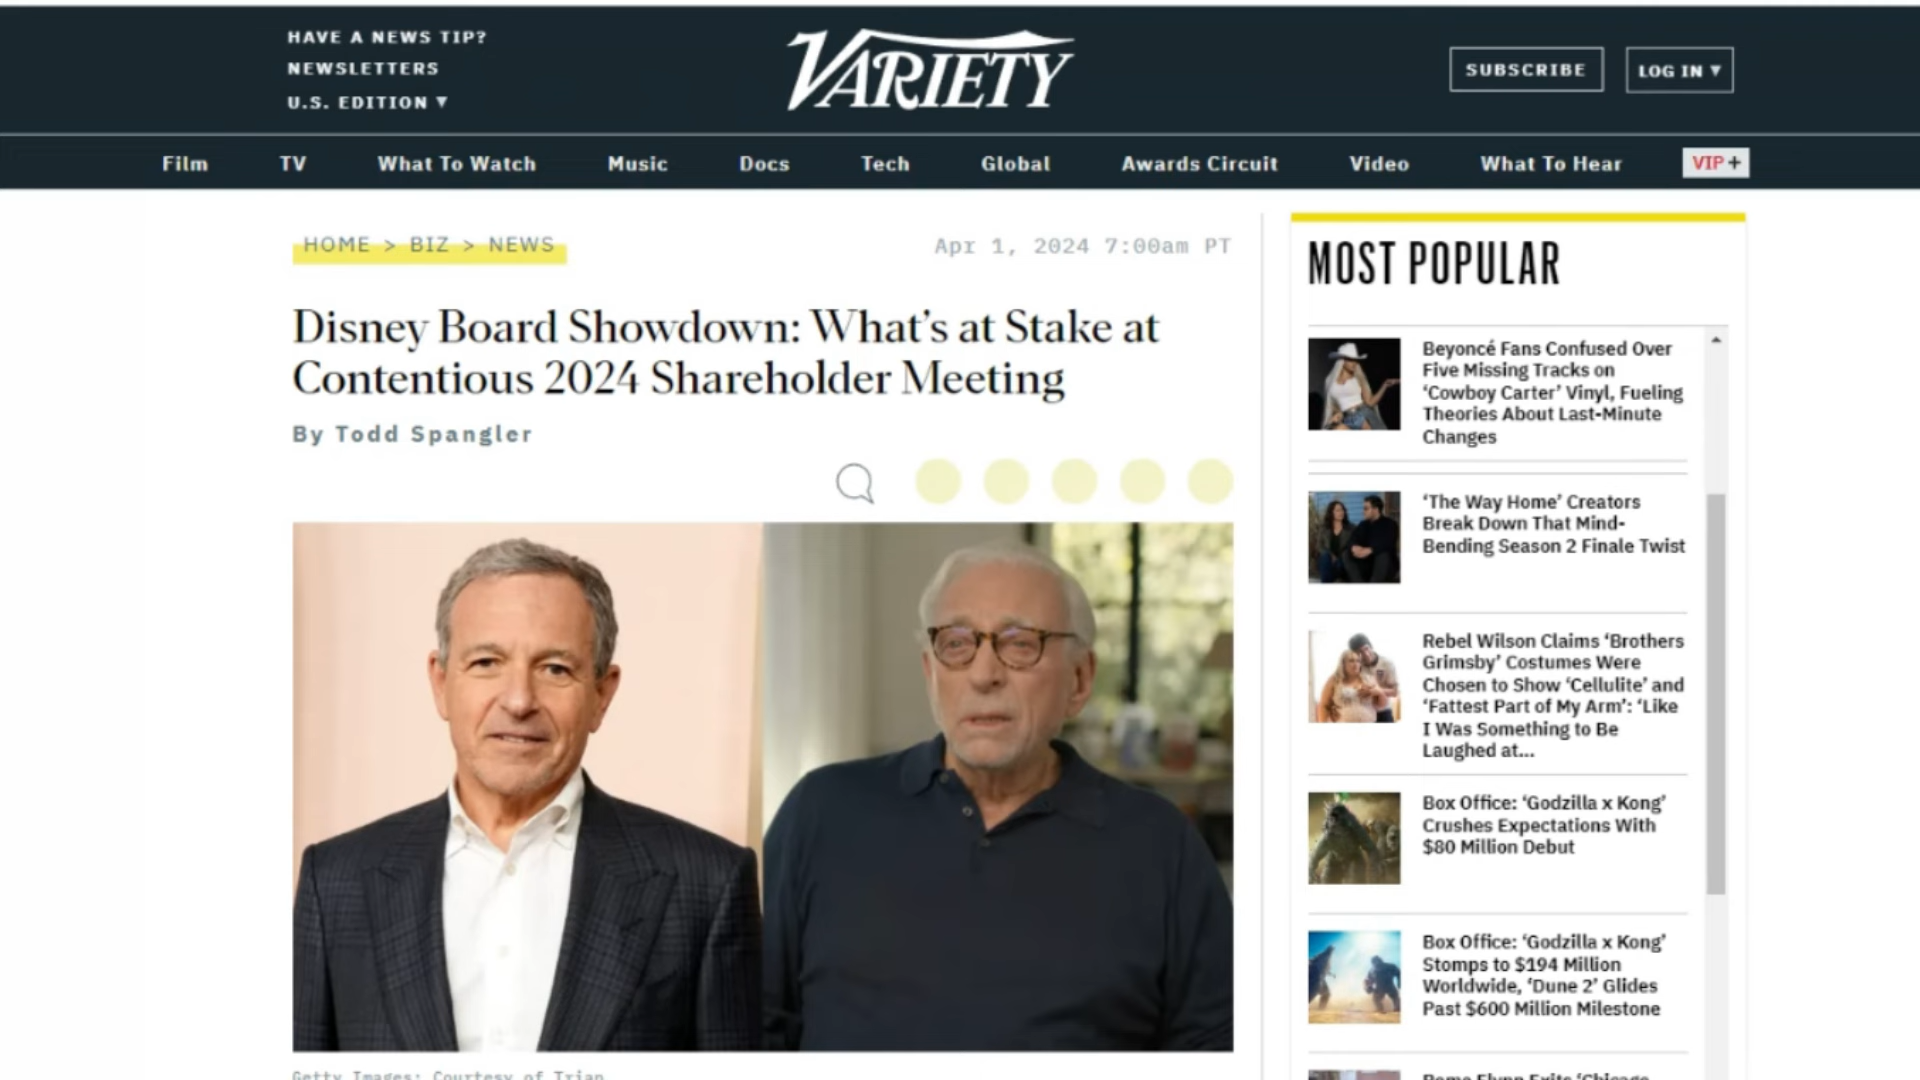 HAVE A NEWS TIP?
NEWSLETTERS
U.S. EDITION
VARIETY
SUBSCRIBE
LOG IN
Film TV What To Watch Music Docs Tech Global Awards Circuit Video What To Hear VIP+
HOME > BIZ > NEWS
Apr 1, 2024 7:00am PT
Disney Board Showdown: What's at Stake at
Contentious 2024 Shareholder Meeting
By Todd Spangler
Getty Images; Courtesy of Trian
MOST POPULAR
Beyoncé Fans Confused Over
Five Missing Tracks on
‘Cowboy Carter’ Vinyl, Fueling
Theories About Last-Minute
Changes
‘The Way Home’ Creators
Break Down That Mind-
Bending Season 2 Finale Twist
Rebel Wilson Claims ‘Brothers
Grimsby’ Costumes Were
Chosen to Show ‘Cellulite’ and
‘Fattest Part of My Arm’: ‘Like
I Was Something to Be
Laughed at...
Box Office: ‘Godzilla x Kong’
Crushes Expectations With
$80 Million Debut
Box Office: ‘Godzilla x Kong’
Stomps to $194 Million
Worldwide, ‘Dune 2’ Glides
Past $600 Million Milestone